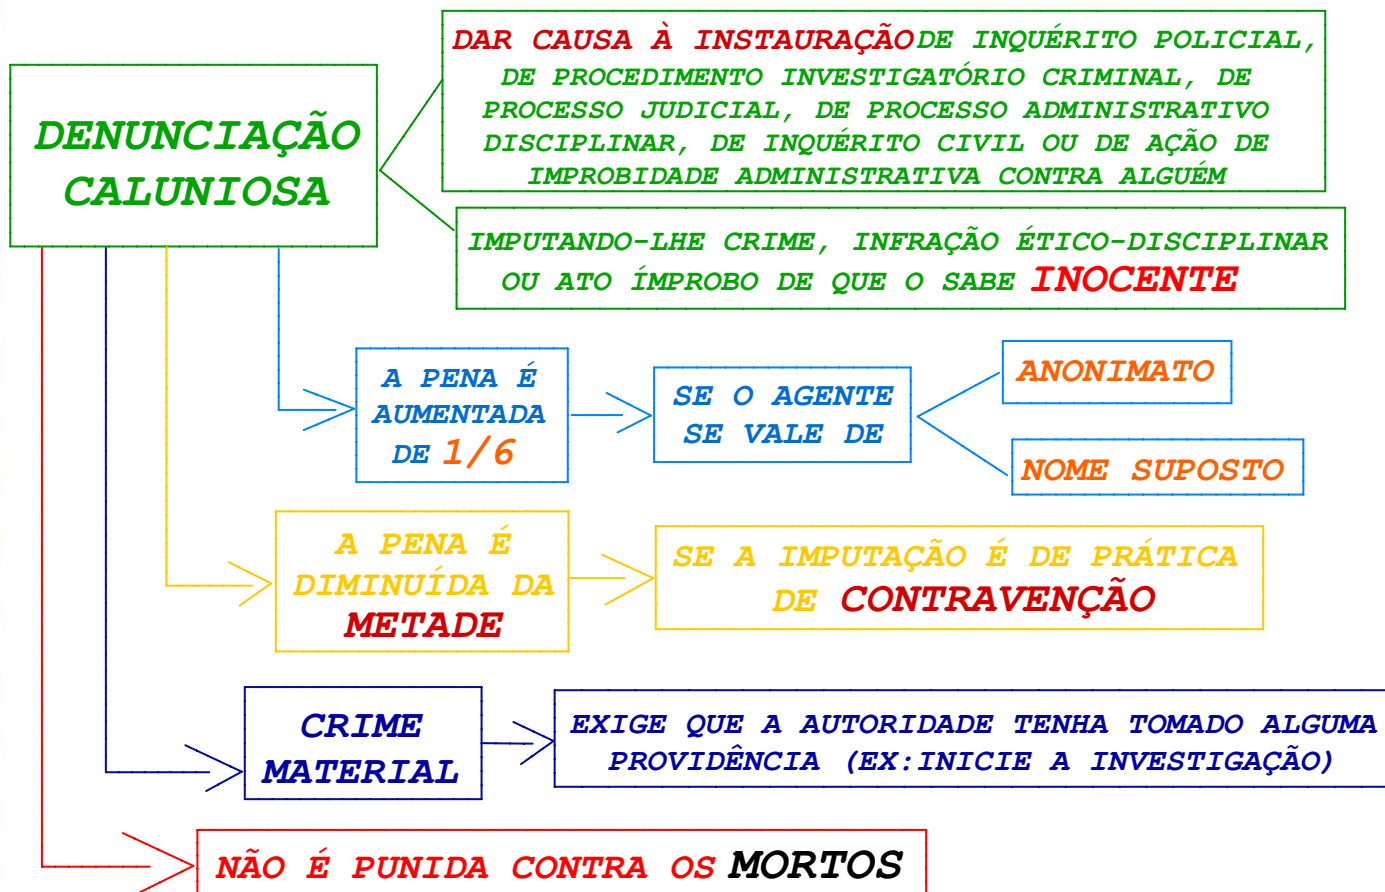 DENUNCIAÇÃO
CALUNIOSA
DAR CAUSA À INSTAURAÇÃO DE INQUÉRITO POLICIAL,
DE PROCEDIMENTO INVESTIGATÓRIO CRIMINAL, DE
PROCESSO JUDICIAL, DE PROCESSO ADMINISTRATIVO
DISCIPLINAR, DE INQUÉRITO CIVIL OU DE AÇÃO DE
IMPROBIDADE ADMINISTRATIVA CONTRA ALGUÉM
IMPUTANDO-LHE CRIME, INFRAÇÃO ÉTICO-DISCIPLINAR
OU ATO ÍMPROBO DE QUE O SABE INOCENTE
A PENA É
AUMENTADA
DE 1/6
SE O AGENTE
SE VALE DE
ANONIMATO
NOME SUPOSTO
A PENA É
DIMINUÍDA DA
METADE
SE A IMPUTAÇÃO É DE PRÁTICA
DE CONTRAVENÇÃO
CRIME
MATERIAL
EXIGE QUE A AUTORIDADE TENHA TOMADO ALGUMA
PROVIDÊNCIA (EX:INICIE A INVESTIGAÇÃO)
NÃO É PUNIDA CONTRA OS MORTOS